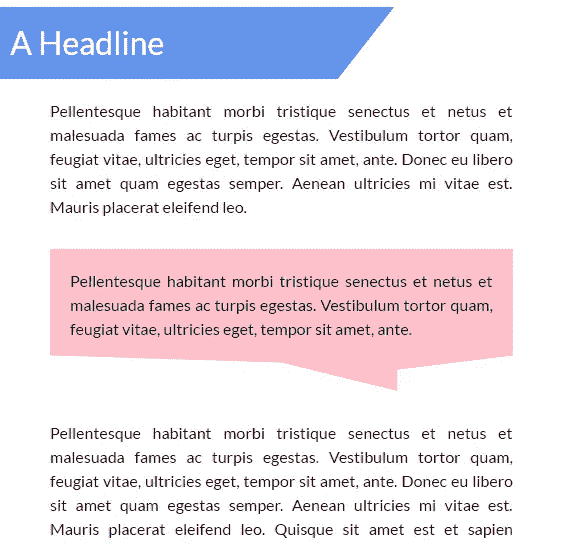 A Headline
Pellentesque habitant morbi tristique senectus et netus et
malesuada fames ac turpis egestas. Vestibulum tortor quam,
feugiat vitae, ultricies eget, tempor sit amet, ante. Donec eu libero
sit amet quam egestas semper. Aenean ultricies mi vitae est.
Mauris placerat eleifend leo.
Pellentesque habitant morbi tristique senectus et netus et
malesuada fames ac turpis egestas. Vestibulum tortor quam,
feugiat vitae, ultricies eget, tempor sit amet, ante.
Pellentesque habitant morbi tristique senectus et netus et
malesuada fames ac turpis egestas. Vestibulum tortor quam,
feugiat vitae, ultricies eget, tempor sit amet, ante. Donec eu libero
sit amet quam egestas semper. Aenean ultricies mi vitae est.
Mauris placerat eleifend leo. Quisque sit amet est et sapien